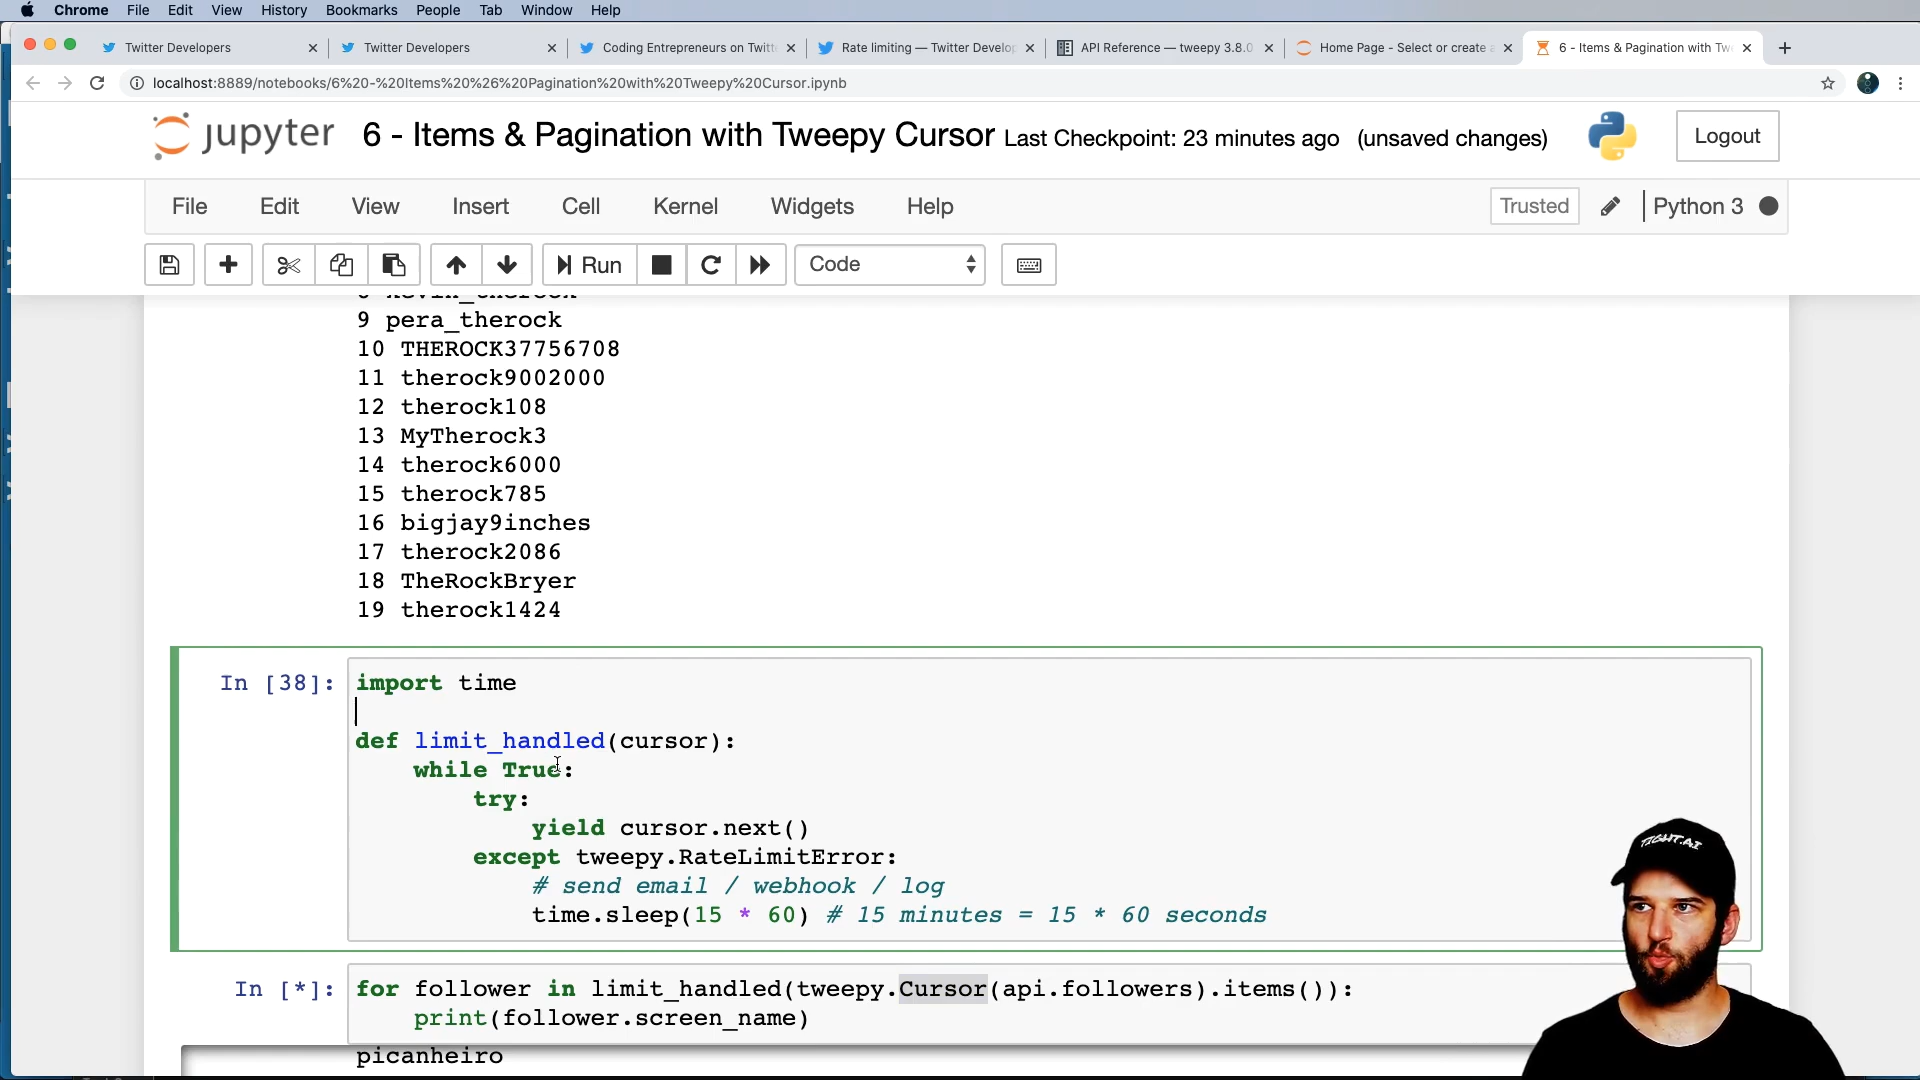 Chrome File Edit View History Bookmarks People Tab Window Help
Twitter Developers
Twitter Developers
Coding Entrepreneurs on Twitt
Rate limiting — Twitter Develop
API Reference — tweepy 3.8.0
Home Page - Select or create a
6 - Items & Pagination with Tw
localhost:8889/notebooks/6%20-%20Items%20%26%20Pagination%20with%20Tweepy%20Cursor.ipynb
jupyter 6 - Items & Pagination with Tweepy Cursor Last Checkpoint: 23 minutes ago (unsaved changes) Logout
File Edit View Insert Cell Kernel Widgets Help Trusted Python 3
Run Code
9 pera_therock
10 THEROCK37756708
11 therock9002000
12 therock108
13 MyTherock3
14 therock6000
15 therock785
16 bigjay9inches
17 therock2086
18 TheRockBryer
19 therock1424
In [38]: import time
def limit_handled(cursor):
while True:
try:
yield cursor.next()
except tweepy.RateLimitError:
# send email / webhook / log
time.sleep(15 * 60) # 15 minutes = 15 * 60 seconds
In [*]: for follower in limit_handled(tweepy.Cursor(api.followers).items()):
print(follower.screen_name)
picanheiro
TIGHT.AI